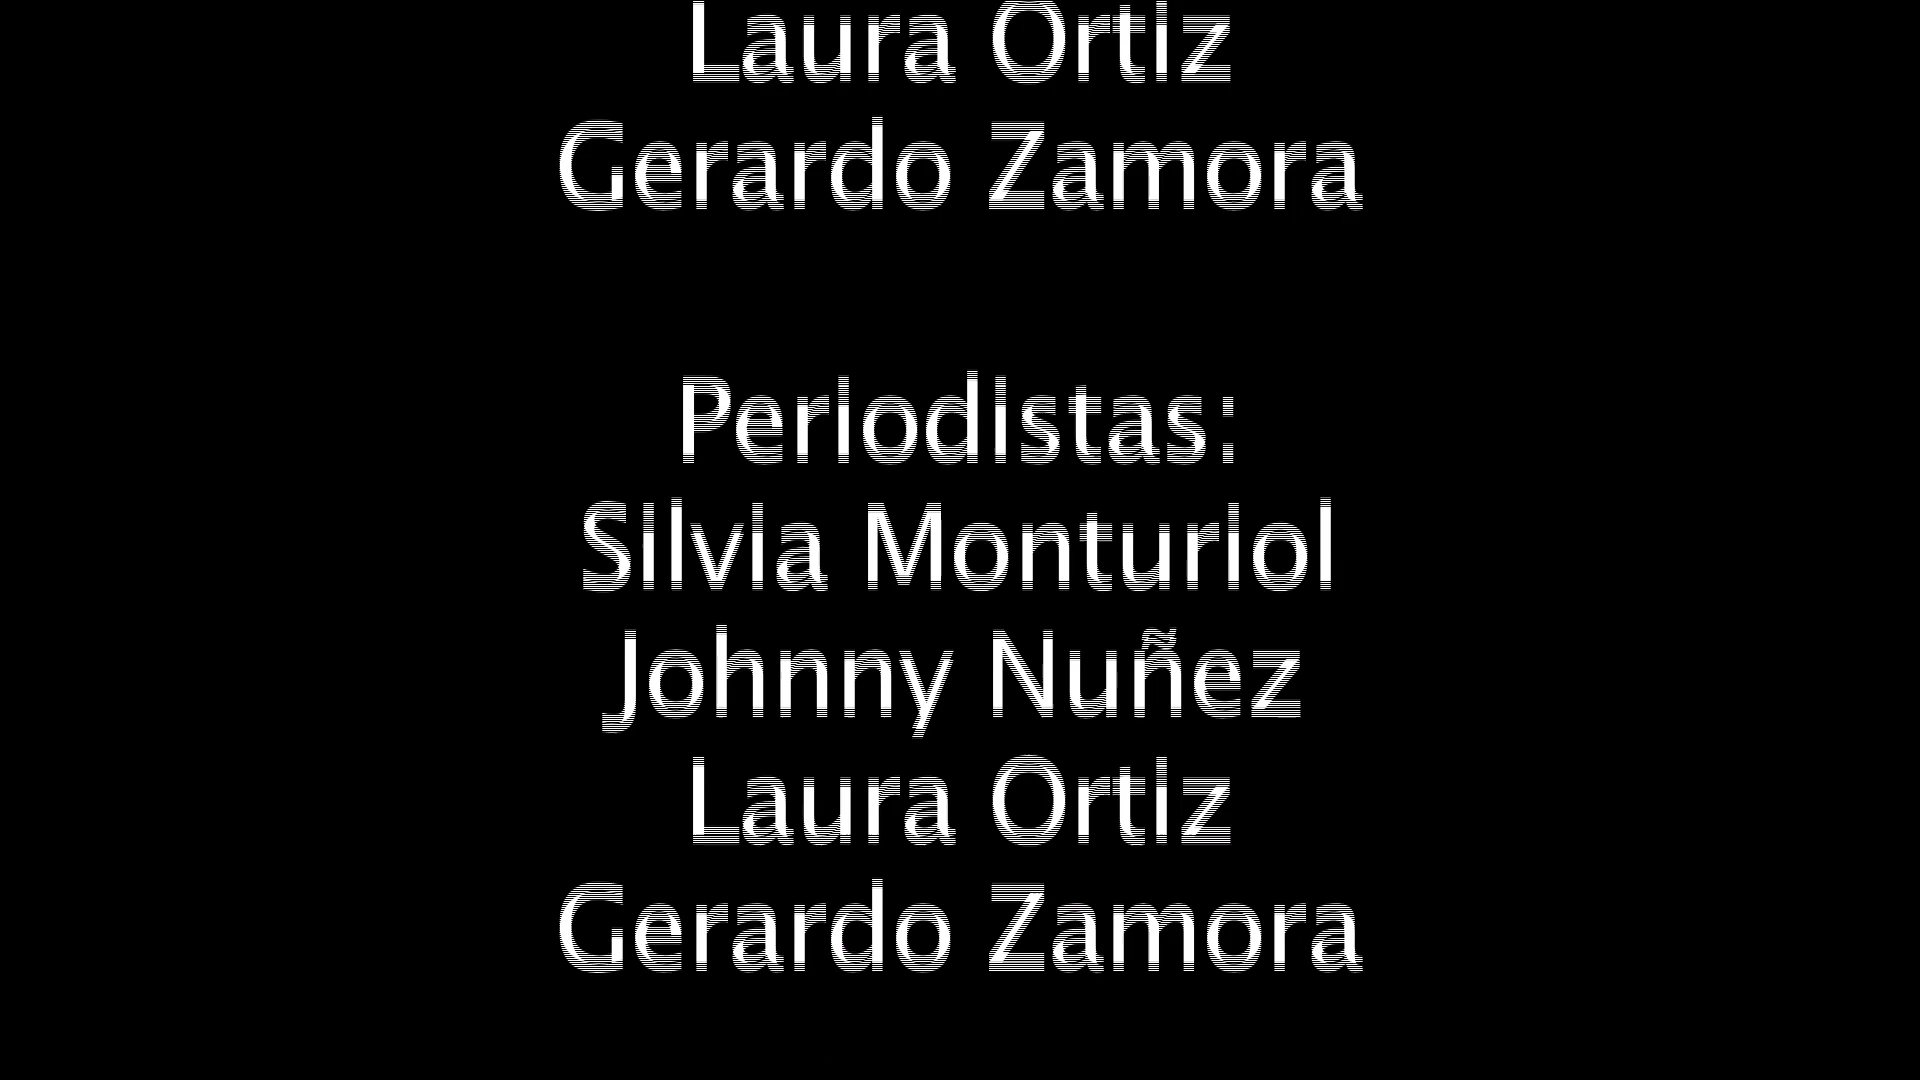 Laura Ortiz
Gerardo Zamora
Periodistas:
Silvia Monturiol
Johnny Nuñez
Laura Ortiz
Gerardo Zamora